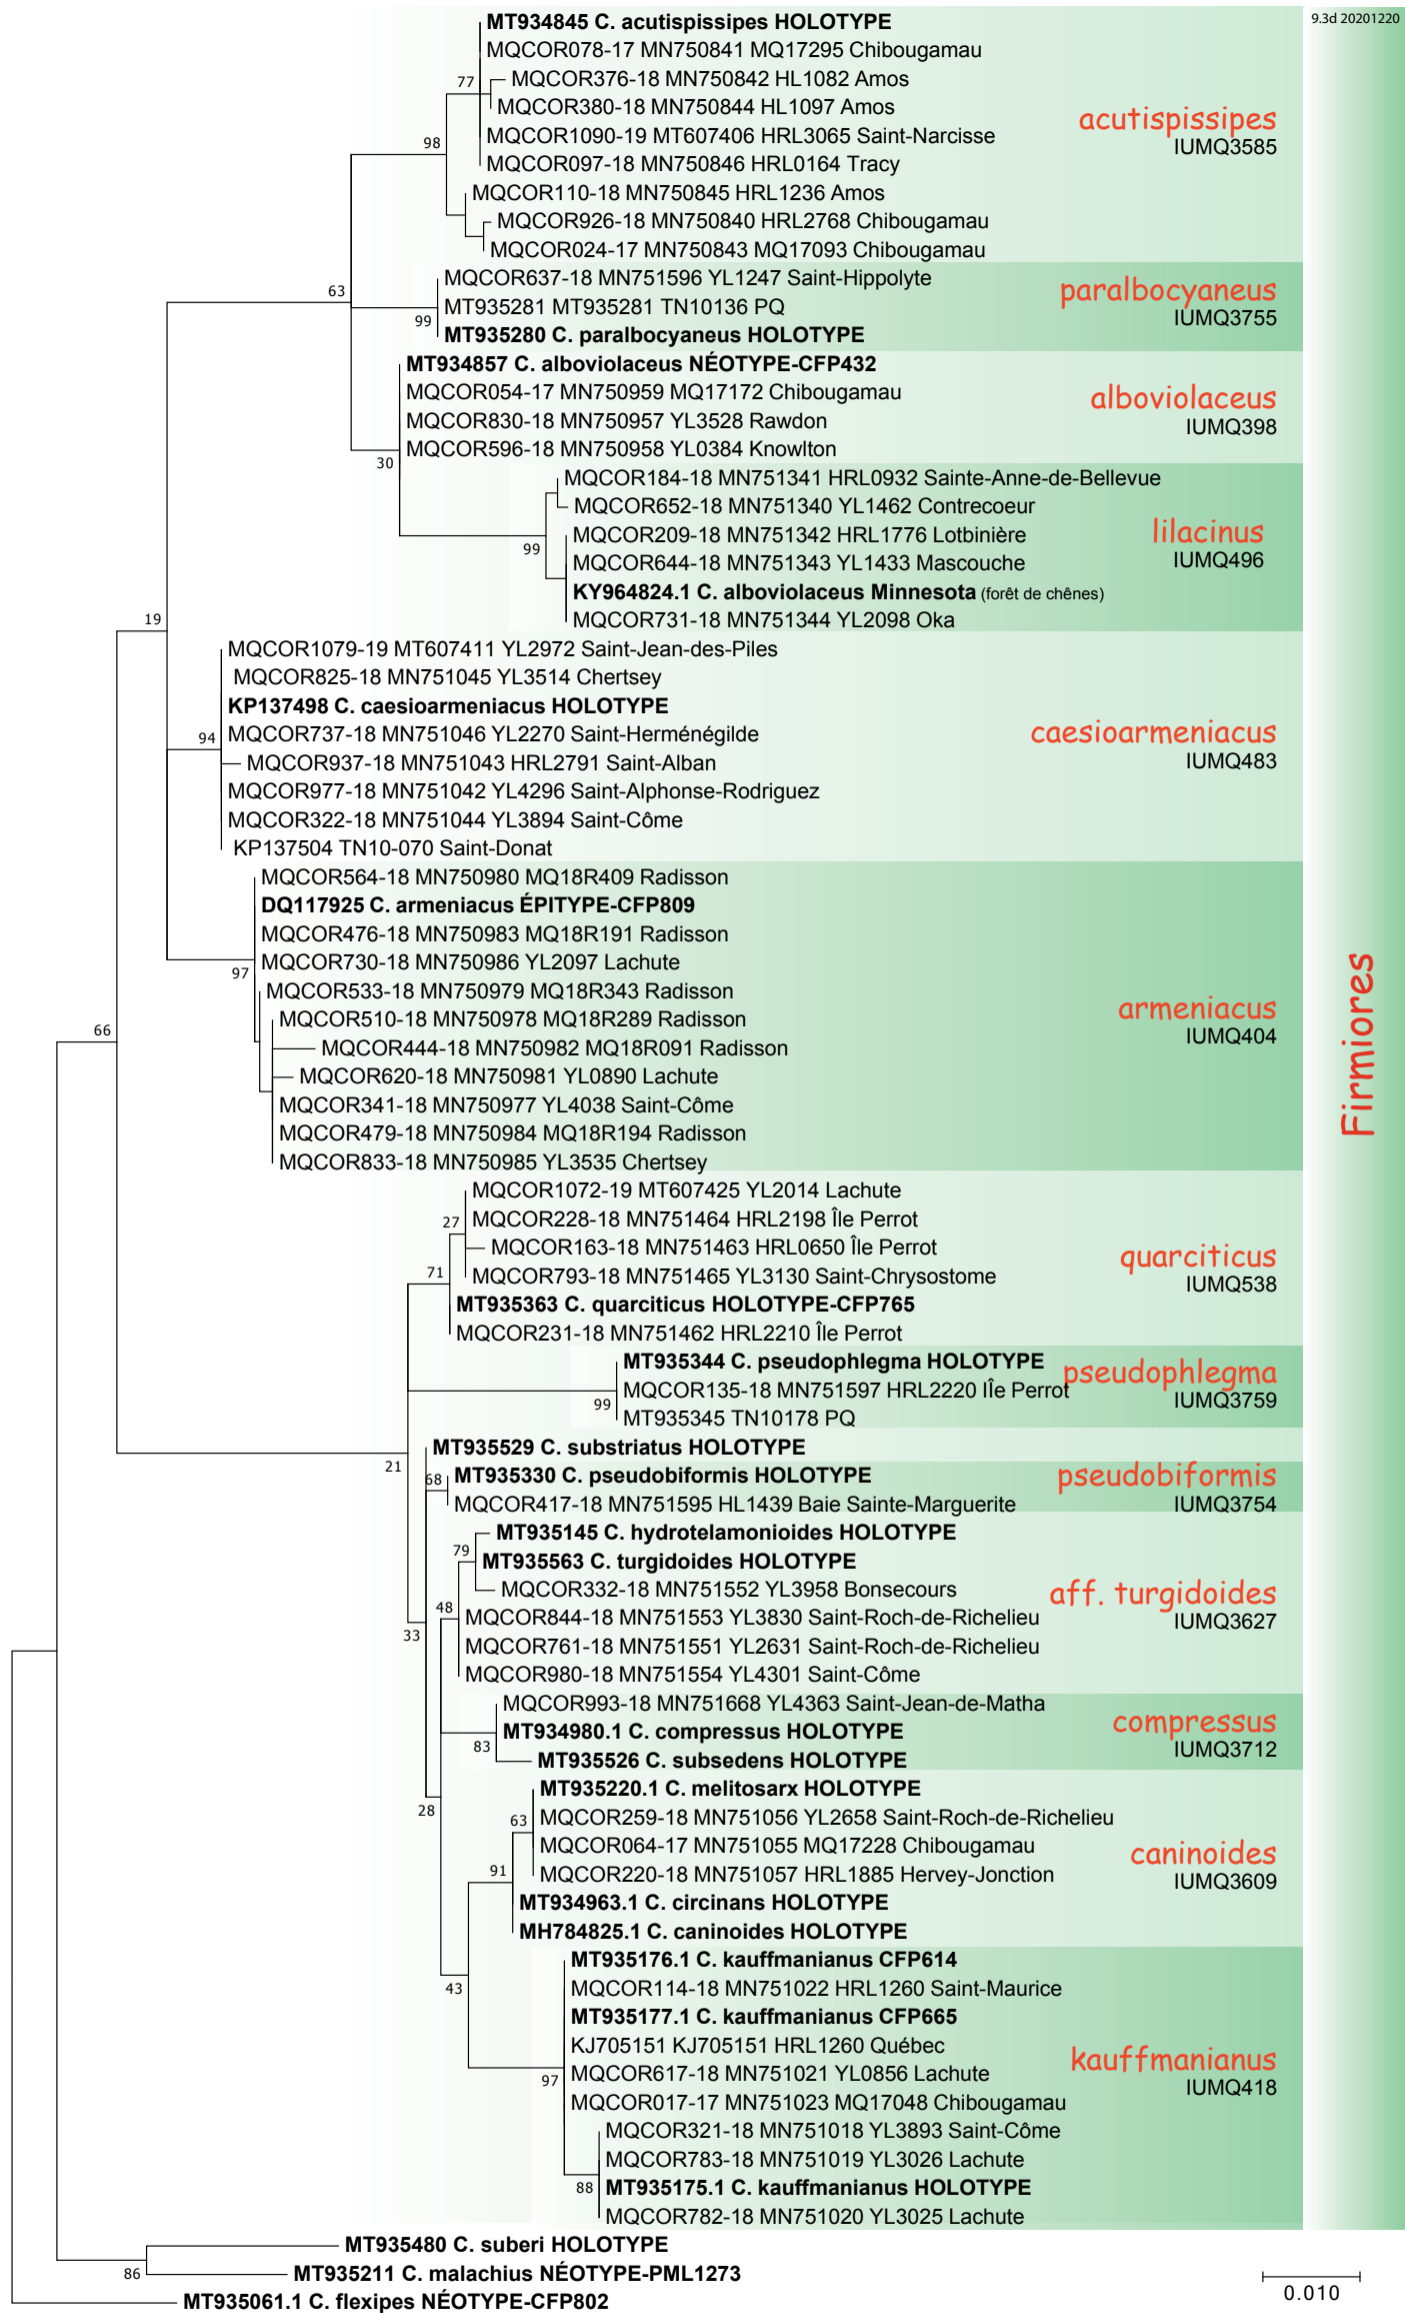 9.3d 20201220
MT934845 C. acutispissipes HOLOTYPE
MQCOR078-17 MN750841 MQ17295 Chibougamau
77
MQCOR376-18 MN750842 HL1082 Amos
MQCOR380-18 MN750844 HL1097 Amos
acutispissipes
MQCOR1090-19 MT607406 HRL3065 Saint-Narcisse
IUMQ3585
98
MQCOR097-18 MN750846 HRL0164 Tracy
MQCOR110-18 MN750845 HRL1236 Amos
MQCOR926-18 MN750840 HRL2768 Chibougamau
MQCOR024-17 MN750843 MQ17093 Chibougamau
MQCOR637-18 MN751596 YL1247 Saint-Hippolyte
paralbocyaneus
63
MT935281 MT935281 TN10136 PQ
IUMQ3755
99
MT935280 C. paralbocyaneus HOLOTYPE
MT934857 C. alboviolaceus NÉOTYPE-CFP432
MQCOR054-17 MN750959 MQ17172 Chibougamau
alboviolaceus
MQCOR830-18 MN750957 YL3528 Rawdon
IUMQ398
MQCOR596-18 MN750958 YL0384 Knowlton
30
MQCOR184-18 MN751341 HRL0932 Sainte-Anne-de-Bellevue
MQCOR652-18 MN751340 YL1462 Contrecoeur
MQCOR209-18 MN751342 HRL1776 Lotbinière
lilacinus
99
MQCOR644-18 MN751343 YL1433 Mascouche
IUMQ496
KY964824.1 C. alboviolaceus Minnesota (forêt de chênes)
MQCOR731-18 MN751344 YL2098 Oka
19
MQCOR1079-19 MT607411 YL2972 Saint-Jean-des-Piles
MQCOR825-18 MN751045 YL3514 Chertsey
KP137498 C. caesioarmeniacus HOLOTYPE
94
MQCOR737-18 MN751046 YL2270 Saint-Herménégilde
caesioarmeniacus
MQCOR937-18 MN751043 HRL2791 Saint-Alban
IUMQ483
MQCOR977-18 MN751042 YL4296 Saint-Alphonse-Rodriguez
MQCOR322-18 MN751044 YL3894 Saint-Côme
KP137504 TN10-070 Saint-Donat
MQCOR564-18 MN750980 MQ18R409 Radisson
DQ117925 C. armeniacus ÉPITYPE-CFP809
MQCOR476-18 MN750983 MQ18R191 Radisson
MQCOR730-18 MN750986 YL2097 Lachute
97
MQCOR533-18 MN750979 MQ18R343 Radisson
MQCOR510-18 MN750978 MQ18R289 Radisson
armeniacus
IUMQ404
66
MQCOR444-18 MN750982 MQ18R091 Radisson
MQCOR620-18 MN750981 YL0890 Lachute
MQCOR341-18 MN750977 YL4038 Saint-Côme
MQCOR479-18 MN750984 MQ18R194 Radisson
MQCOR833-18 MN750985 YL3535 Chertsey
Firmiores
MQCOR1072-19 MT607425 YL2014 Lachute
27
MQCOR228-18 MN751464 HRL2198 Île Perrot
MQCOR163-18 MN751463 HRL0650 Île Perrot
quarciticus
71
MQCOR793-18 MN751465 YL3130 Saint-Chrysostome
IUMQ538
MT935363 C. quarciticus HOLOTYPE-CFP765
MQCOR231-18 MN751462 HRL2210 Île Perrot
MT935344 C. pseudophlegma HOLOTYPE
pseudophlegma
MQCOR135-18 MN751597 HRL2220 IÎe Perrot
IUMQ3759
99
MT935345 TN10178 PQ
MT935529 C. substriatus HOLOTYPE
21
68
MT935330 C. pseudobiformis HOLOTYPE
pseudobiformis
MQCOR417-18 MN751595 HL1439 Baie Sainte-Marguerite
IUMQ3754
MT935145 C. hydrotelamonioides HOLOTYPE
79
MT935563 C. turgidoides HOLOTYPE
MQCOR332-18 MN751552 YL3958 Bonsecours
aff. turgidoides
48
MQCOR844-18 MN751553 YL3830 Saint-Roch-de-Richelieu
IUMQ3627
33
MQCOR761-18 MN751551 YL2631 Saint-Roch-de-Richelieu
MQCOR980-18 MN751554 YL4301 Saint-Côme
MQCOR993-18 MN751668 YL4363 Saint-Jean-de-Matha
MT934980.1 C. compressus HOLOTYPE
compressus
83
IUMQ3712
MT935526 C. subsedens HOLOTYPE
MT935220.1 C. melitosarx HOLOTYPE
28
63
MQCOR259-18 MN751056 YL2658 Saint-Roch-de-Richelieu
MQCOR064-17 MN751055 MQ17228 Chibougamau
caninoides
91
MQCOR220-18 MN751057 HRL1885 Hervey-Jonction
IUMQ3609
MT934963.1 C. circinans HOLOTYPE
MH784825.1 C. caninoides HOLOTYPE
MT935176.1 C. kauffmanianus CFP614
43
MQCOR114-18 MN751022 HRL1260 Saint-Maurice
MT935177.1 C. kauffmanianus CFP665
KJ705151 KJ705151 HRL1260 Québec
kauffmanianus
97
MQCOR617-18 MN751021 YL0856 Lachute
IUMQ418
MQCOR017-17 MN751023 MQ17048 Chibougamau
MQCOR321-18 MN751018 YL3893 Saint-Côme
MQCOR783-18 MN751019 YL3026 Lachute
88
MT935175.1 C. kauffmanianus HOLOTYPE
MQCOR782-18 MN751020 YL3025 Lachute
MT935480 C. suberi HOLOTYPE
86
MT935211 C. malachius NÉOTYPE-PML1273
MT935061.1 C. flexipes NÉOTYPE-CFP802
0.010